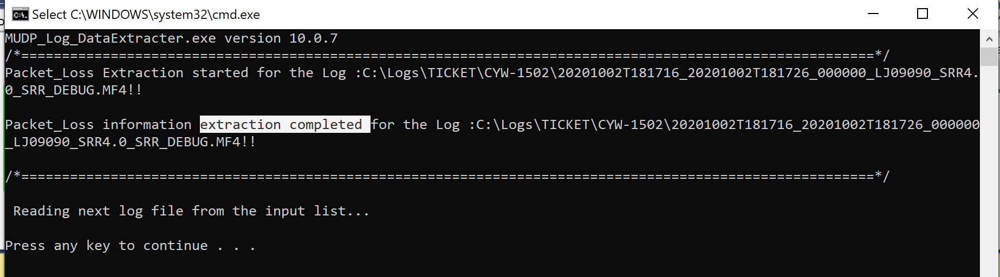 Select C:\WINDOWS\system32\cmd.exe
MUDP_Log_DataExtracter.exe version 10.0.7
/*=========================================================================================================*/
Packet_Loss Extraction started for the Log :C:\Logs\TICKET\CYW-1502\20201002T181716_20201002T181726_000000_LJ09090_SRR4.
0_SRR_DEBUG.MF4!!
Packet_Loss information extraction completed for the Log :C:\Logs\TICKET\CYW-1502\20201002T181716_20201002T181726_000000
_LJ09090_SRR4.0_SRR_DEBUG.MF4!!
/*=========================================================================================================*/
Reading next log file from the input list...
Press any key to continue . . .